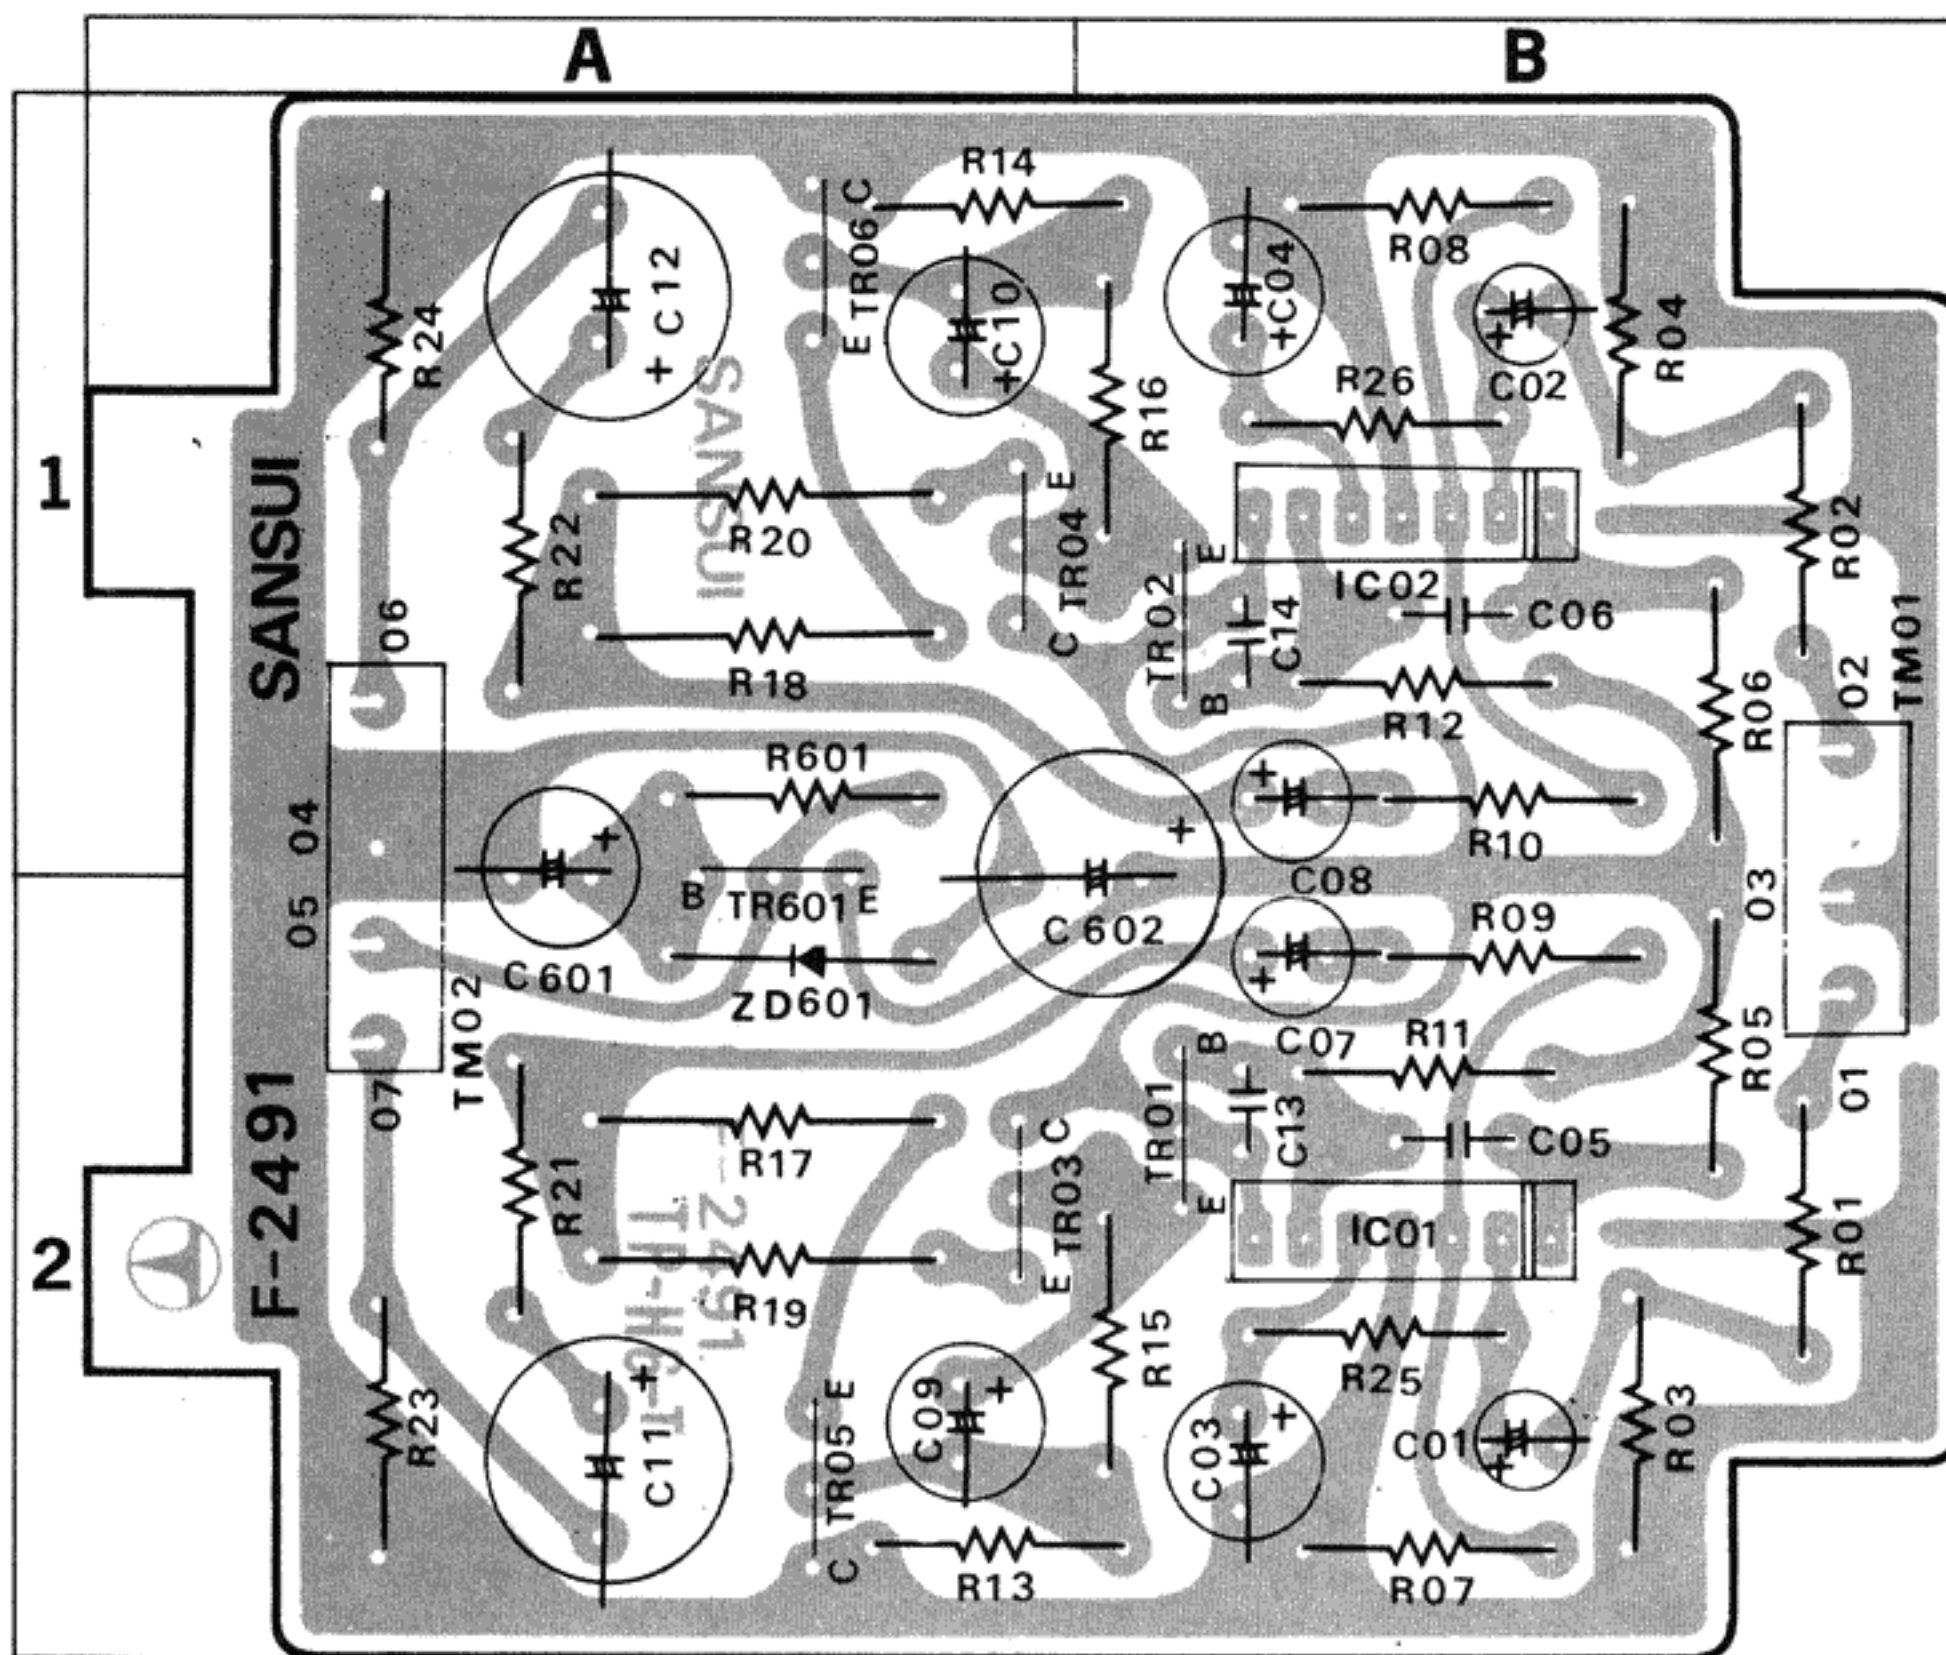 A
B
1
2
SANSUI
F-2491
R14
TR06
C
E
C12
+
C10
+
C04
+
R08
C02
+
R04
R24
R16
R26
R02
R22
R20
SANSUI
TR04
E
C
TR02
E
B
IC02
C14
C06
R18
R12
R06
06
02
TM01
R601
R10
04
C601
+
B
TR601
E
C602
+
C08
+
05
ZD601
R09
03
C07
+
R05
TM02
07
R11
B
TR01
E
C13
C05
01
R17
R21
C
TR03
E
IC01
R01
R19
2491
R15
R25
R23
C11
+
TR05
E
C
C09
+
C03
+
C01
+
R03
R13
R07